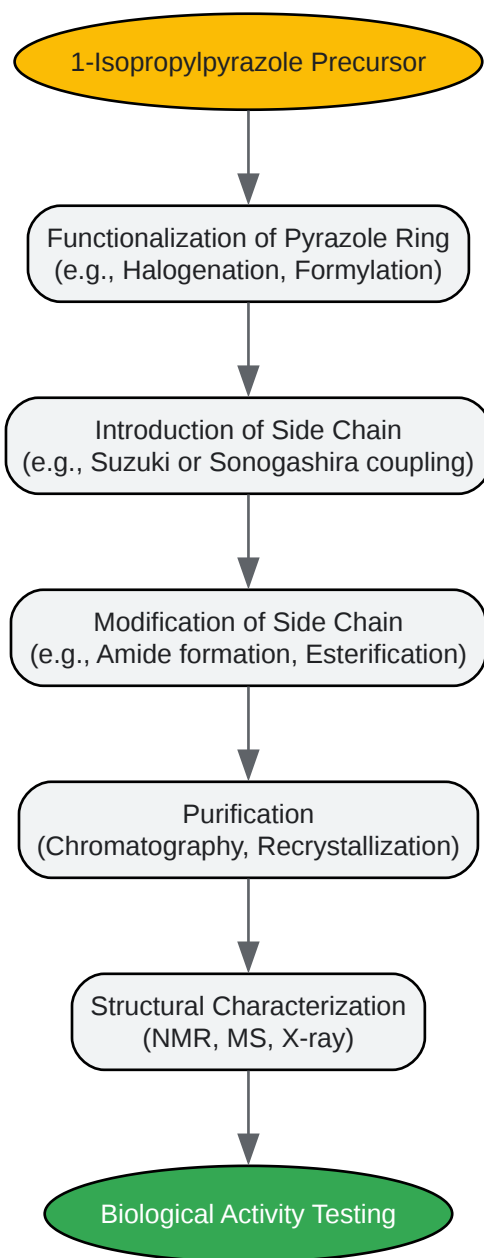 1-Isopropylpyrazole Precursor
Functionalization of Pyrazole Ring
(e.g., Halogenation, Formylation)
Introduction of Side Chain
(e.g., Suzuki or Sonogashira coupling)
Modification of Side Chain
(e.g., Amide formation, Esterification)
Purification
(Chromatography, Recrystallization)
Structural Characterization
(NMR, MS, X-ray)
Biological Activity Testing